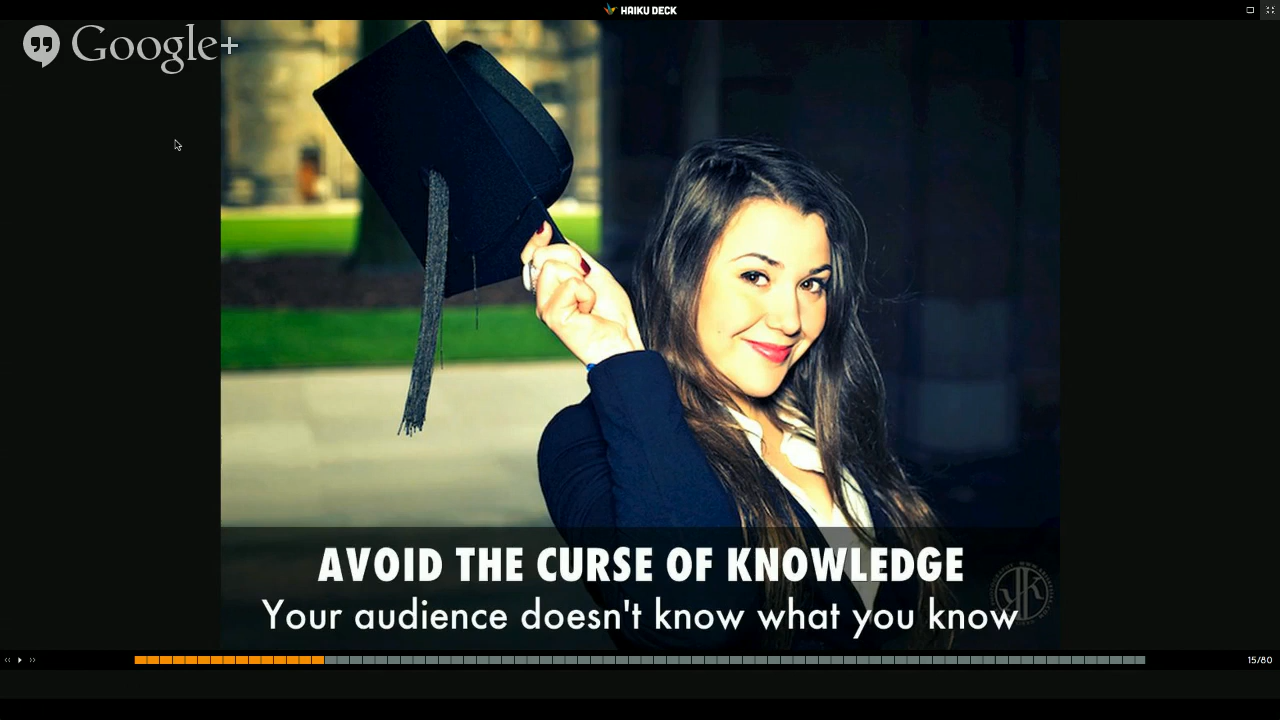 HAIKU DECK
Google+
AVOID THE CURSE OF KNOWLEDGE
Your audience doesn't know what you know
15/80